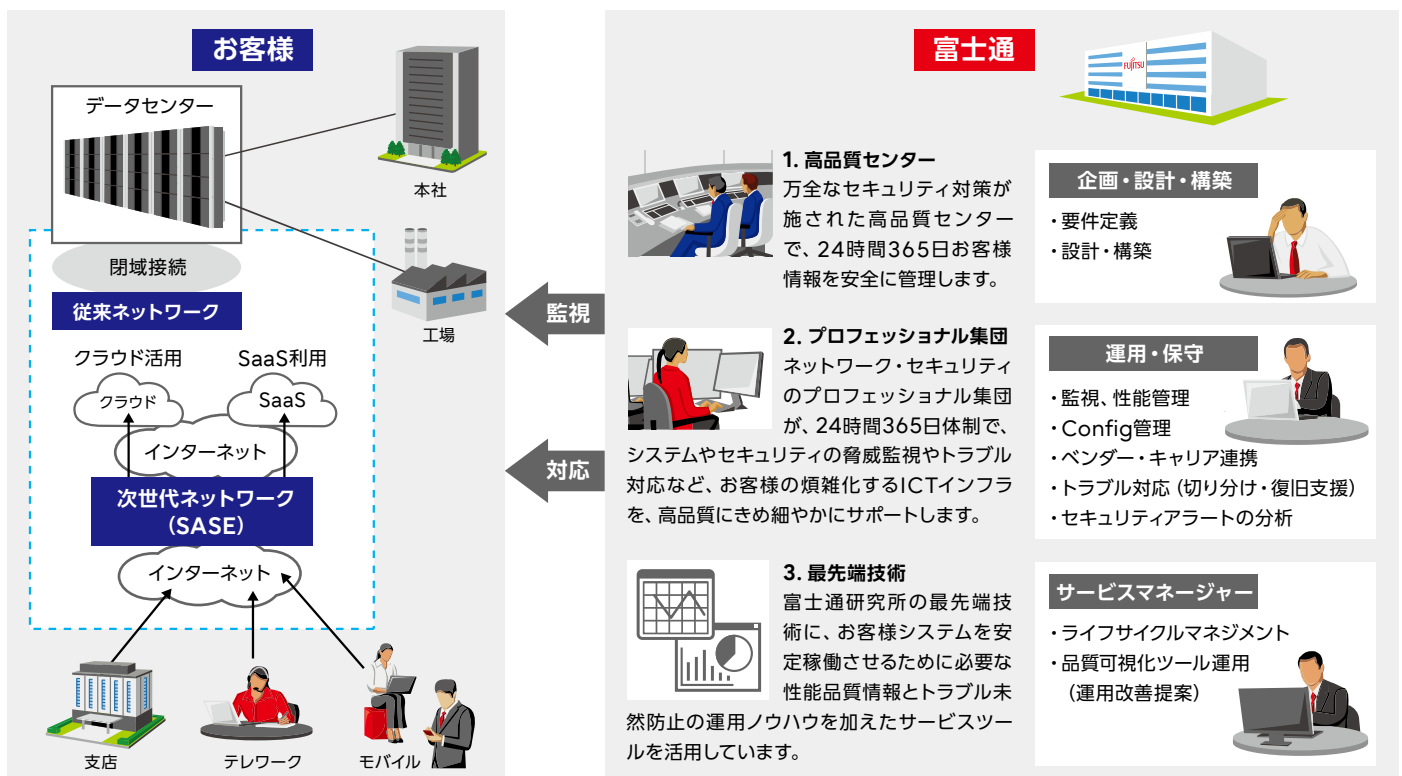 お客様
データセンター
本社
閉域接続
従来ネットワーク
工場
クラウド活用
SaaS利用
クラウド
SaaS
インターネット
次世代ネットワーク
(SASE)
インターネット
支店
テレワーク
モバイル
監視
対応
富士通
FUJITSU
1. 高品質センター
万全なセキュリティ対策が
施された高品質センター
で、24時間365日お客様
情報を安全に管理します。
2. プロフェッショナル集団
ネットワーク・セキュリティ
のプロフェッショナル集団
が、24時間365日体制で、
システムやセキュリティの脅威監視やトラブル
対応など、お客様の煩雑化するICTインフラ
を、高品質にきめ細やかにサポートします。
3. 最先端技術
富士通研究所の最先端技
術に、お客様システムを安
定稼働させるために必要な
性能品質情報とトラブル未
然防止の運用ノウハウを加えたサービスツー
ルを活用しています。
企画・設計・構築
・要件定義
・設計・構築
運用・保守
・監視、性能管理
・Config管理
・ベンダー・キャリア連携
・トラブル対応（切り分け・復旧支援）
・セキュリティアラートの分析
サービスマネージャー
・ライフサイクルマネジメント
・品質可視化ツール運用
（運用改善提案）